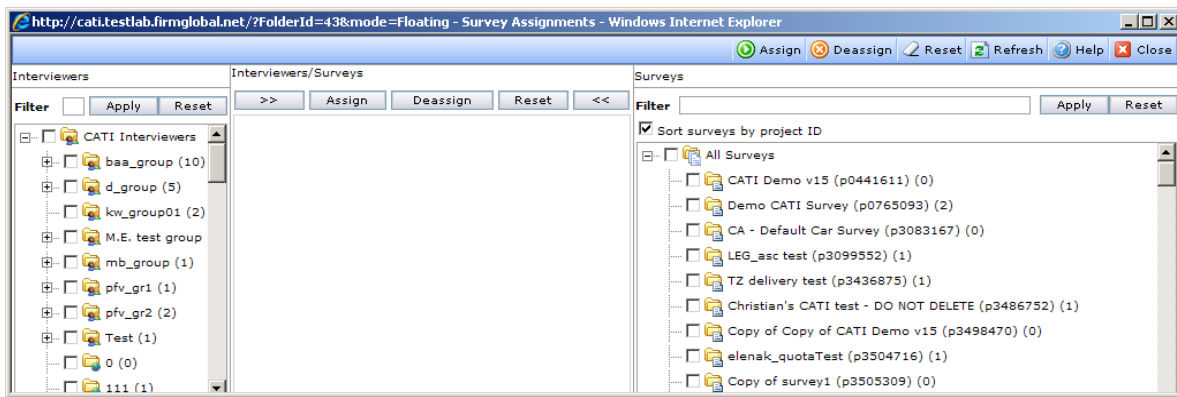 http://cati.testlab.firmglobal.net/?FolderId=43&mode=Floating - Survey Assignments - Windows Internet Explorer
Assign Deassign Reset Refresh Help Close
Interviewers
Filter Apply Reset
CATI Interviewers
baa_group (10)
d_group (5)
kw_group01 (2)
M.E. test group
mb_group (1)
pfv_gr1 (1)
pfv_gr2 (2)
Test (1)
0 (0)
111 (1)
Interviewers/Surveys
>> Assign Deassign Reset <<
Surveys
Filter Apply Reset
Sort surveys by project ID
All Surveys
CATI Demo v15 (p0441611) (0)
Demo CATI Survey (p0765093) (2)
CA - Default Car Survey (p3083167) (0)
LEG_asc test (p3099552) (1)
TZ delivery test (p3436875) (1)
Christian's CATI test - DO NOT DELETE (p3486752) (1)
Copy of Copy of CATI Demo v15 (p3498470) (0)
elenak_quotaTest (p3504716) (1)
Copy of survey1 (p3505309) (0)